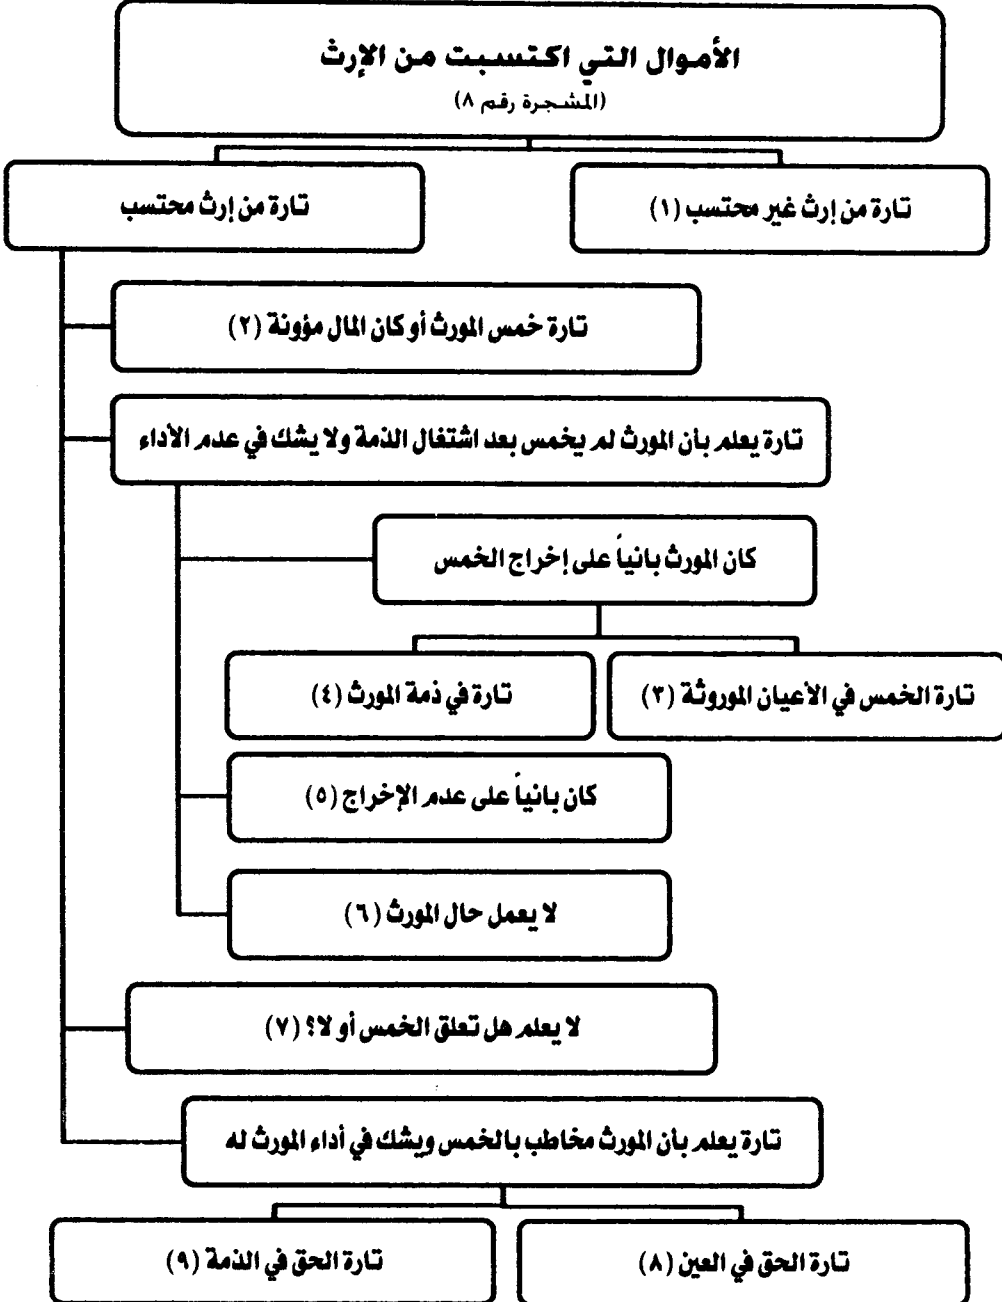 الأموال التي اكتسبت من الإرث
(المشجرة رقم ٨)
تارة من إرث غير محتسب (١)
تارة من إرث محتسب
تارة خمس المورث أو كان المال مؤونة (٢)
تارة يعلم بأن المورث لم يخمس بعد اشتغال الذمة ولا يشك في عدم الأداء
كان المورث بانياً على إخراج الخمس
تارة الخمس في الأعيان الموروثة (٣)
تارة في ذمة المورث (٤)
كان بانياً على عدم الإخراج (٥)
لا يعمل حال المورث (٦)
لا يعلم هل تعلق الخمس أو لا؟ (٧)
تارة يعلم بأن المورث مخاطب بالخمس ويشك في أداء المورث له
تارة الحق في العين (٨)
تارة الحق في الذمة (٩)